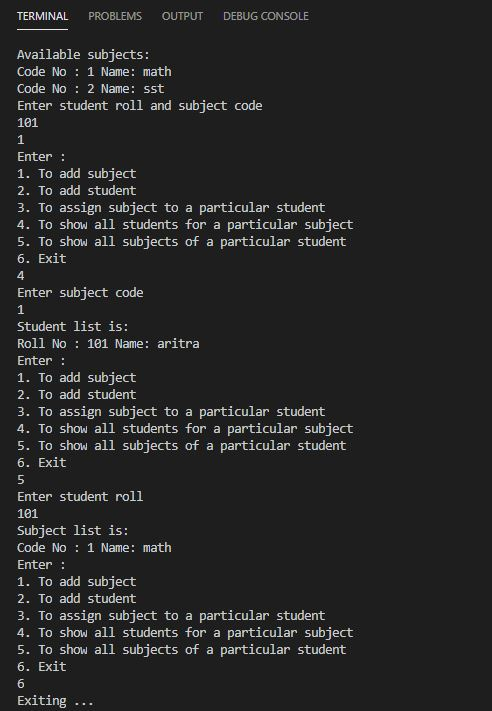 TERMINAL PROBLEMS OUTPUT DEBUG CONSOLE
Available subjects:
Code No : 1 Name: math
Code No : 2 Name: sst
Enter student roll and subject code
101
1
Enter :
1. To add subject
2. To add student
3. To assign subject to a particular student
4. To show all students for a particular subject
5. To show all subjects of a particular student
6. Exit
4
Enter subject code
1
Student list is:
Roll No : 101 Name: aritra
Enter :
1. To add subject
2. To add student
3. To assign subject to a particular student
4. To show all students for a particular subject
5. To show all subjects of a particular student
6. Exit
5
Enter student roll
101
Subject list is:
Code No : 1 Name: math
Enter :
1. To add subject
2. To add student
3. To assign subject to a particular student
4. To show all students for a particular subject
5. To show all subjects of a particular student
6. Exit
6
Exiting ...